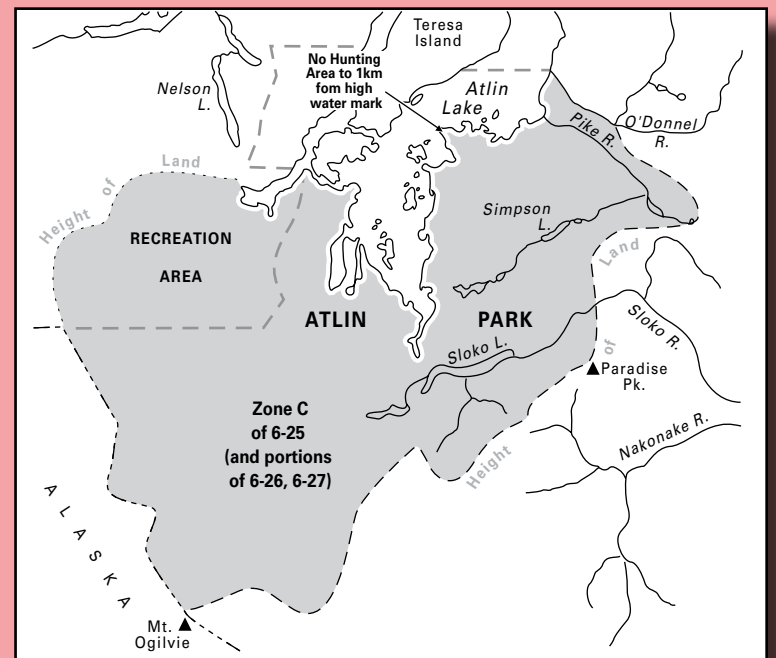 Teresa
Island
No Hunting
Area to 1km
fom high
water mark
Nelson
L.
Atlin
Lake
Pike R.
O'Donnel
R.
Height of Land
RECREATION
AREA
Simpson
L.
Height of Land
ATLIN PARK
Sloko L.
Sloko R.
Paradise
Pk.
Nakonake R.
Zone C
of 6-25
(and portions
of 6-26, 6-27)
ALASKA
Mt.
Ogilvie